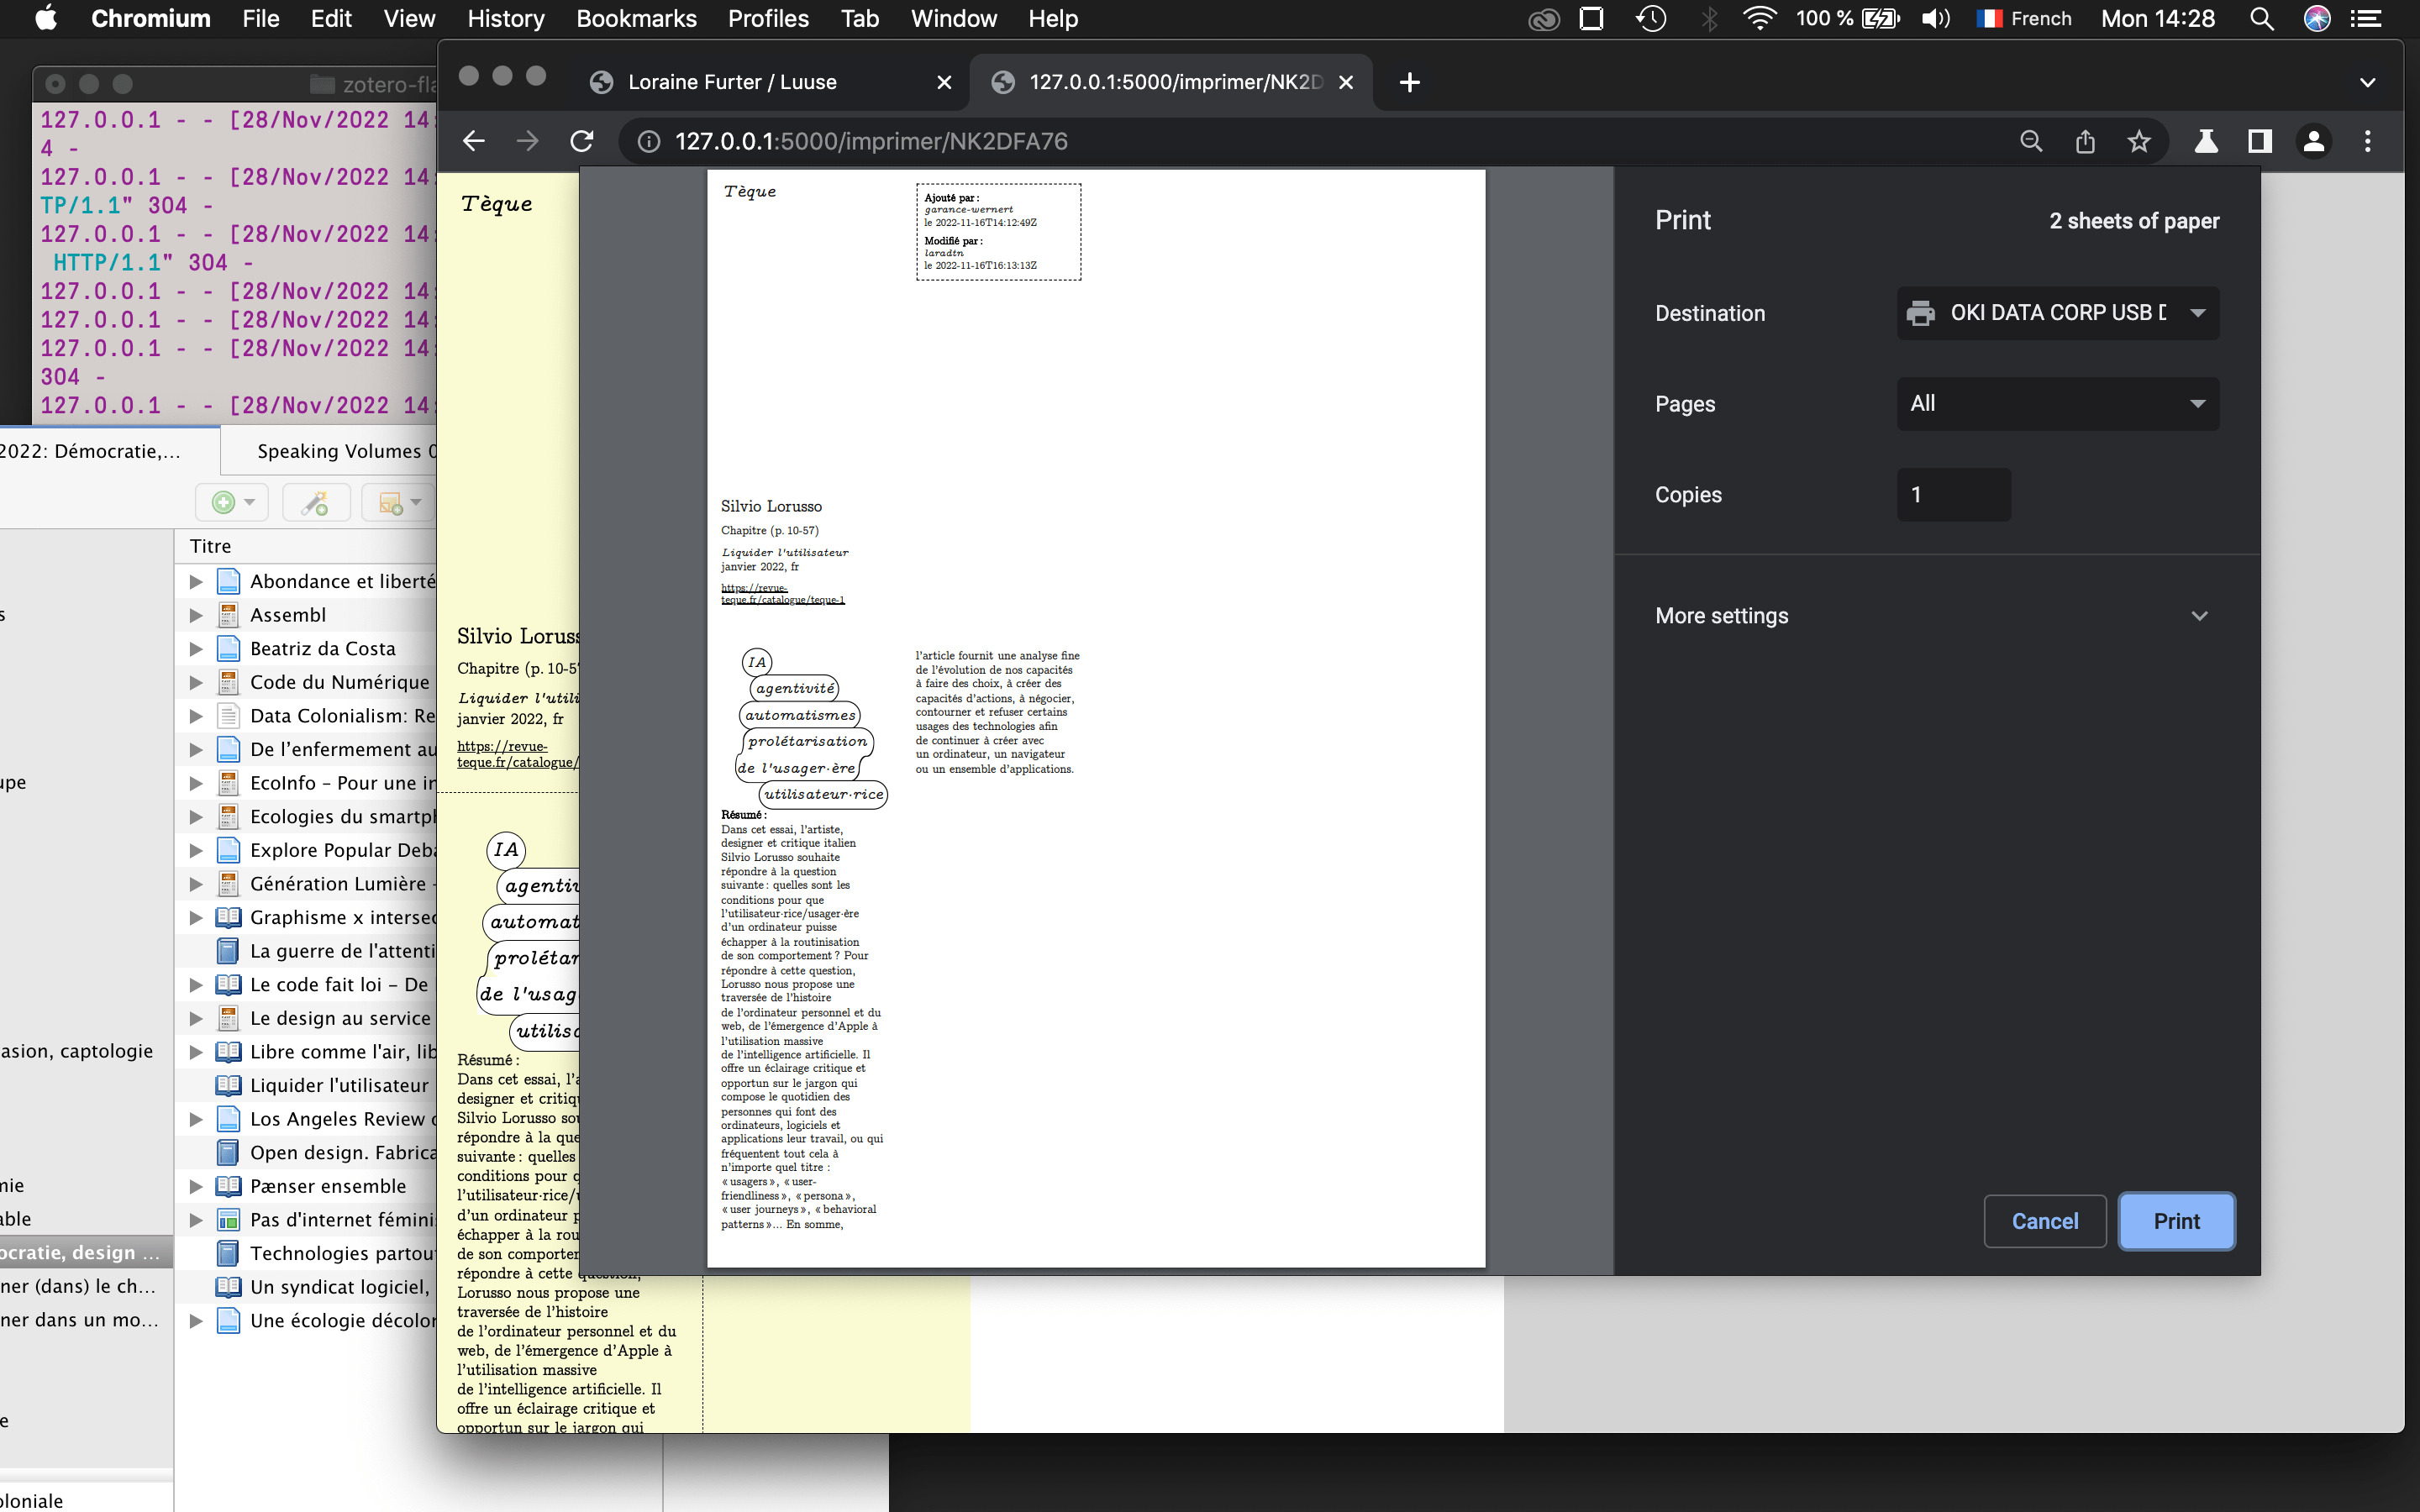 Chromium File Edit View History Bookmarks Profiles Tab Window Help 100 % French Mon 14:28
zotero-fla
127.0.0.1 - - [28/Nov/2022 14:
4 -
127.0.0.1 - - [28/Nov/2022 14:
TP/1.1" 304 -
127.0.0.1 - - [28/Nov/2022 14:
HTTP/1.1" 304 -
127.0.0.1 - - [28/Nov/2022 14:
127.0.0.1 - - [28/Nov/2022 14:
127.0.0.1 - - [28/Nov/2022 14:
304 -
127.0.0.1 - - [28/Nov/2022 14:
2022: Démocratie,...
Speaking Volumes
Titre
Abondance et liberté
Assembl
Beatriz da Costa
Code du Numérique
Data Colonialism: Re
De l'enfermement au
EcoInfo – Pour une in
Ecologies du smartph
Explore Popular Deba
Génération Lumière -
Graphisme x intersec
La guerre de l'attenti
Le code fait loi – De
Le design au service
Libre comme l'air, lib
Liquider l'utilisateur
Los Angeles Review
Open design. Fabrica
Pænser ensemble
Pas d'internet féminis
Technologies partou
Un syndicat logiciel,
Une écologie décolon
s
upe
asion, captologie
mie
able
ocratie, design ...
ner (dans) le ch...
ner dans un mo...
e
oloniale
Loraine Furter / Luuse
127.0.0.1:5000/imprimer/NK2D
127.0.0.1:5000/imprimer/NK2DFA76
Tèque
Silvio Loruss
Chapitre (p. 10-57
Liquider l'utili
janvier 2022, fr
https://revue-
teque.fr/catalogue/
IA
agentiv
automat
prolétar
de l'usag
utilisa
Résumé :
Dans cet essai, l'a
designer et critiqu
Silvio Lorusso sou
répondre à la que
suivante : quelles
conditions pour q
l'utilisateur·rice/u
d'un ordinateur p
échapper à la rou
de son comporter
répondre à cette question,
Lorusso nous propose une
traversée de l'histoire
de l'ordinateur personnel et du
web, de l'émergence d'Apple à
l'utilisation massive
de l'intelligence artificielle. Il
offre un éclairage critique et
opportun sur le jargon qui
Tèque
Ajouté par :
garance-wernert
le 2022-11-16T14:12:49Z
Modifié par :
laradtn
le 2022-11-16T16:13:13Z
Silvio Lorusso
Chapitre (p. 10-57)
Liquider l'utilisateur
janvier 2022, fr
https://revue-
teque.fr/catalogue/teque-1
IA
agentivité
automatismes
prolétarisation
de l'usager·ère
utilisateur·rice
Résumé :
Dans cet essai, l'artiste,
designer et critique italien
Silvio Lorusso souhaite
répondre à la question
suivante : quelles sont les
conditions pour que
l'utilisateur·rice/usager·ère
d'un ordinateur puisse
échapper à la routinisation
de son comportement ? Pour
répondre à cette question,
Lorusso nous propose une
traversée de l'histoire
de l'ordinateur personnel et du
web, de l'émergence d'Apple à
l'utilisation massive
de l'intelligence artificielle. Il
offre un éclairage critique et
opportun sur le jargon qui
compose le quotidien des
personnes qui font des
ordinateurs, logiciels et
applications leur travail, ou qui
fréquentent tout cela à
n'importe quel titre :
« usagers », « user-
friendliness », « persona »,
« user journeys », « behavioral
patterns »... En somme,
l'article fournit une analyse fine
de l'évolution de nos capacités
à faire des choix, à créer des
capacités d'actions, à négocier,
contourner et refuser certains
usages des technologies afin
de continuer à créer avec
un ordinateur, un navigateur
ou un ensemble d'applications.
Print
2 sheets of paper
Destination
OKI DATA CORP USB D
Pages
All
Copies
1
More settings
Cancel
Print